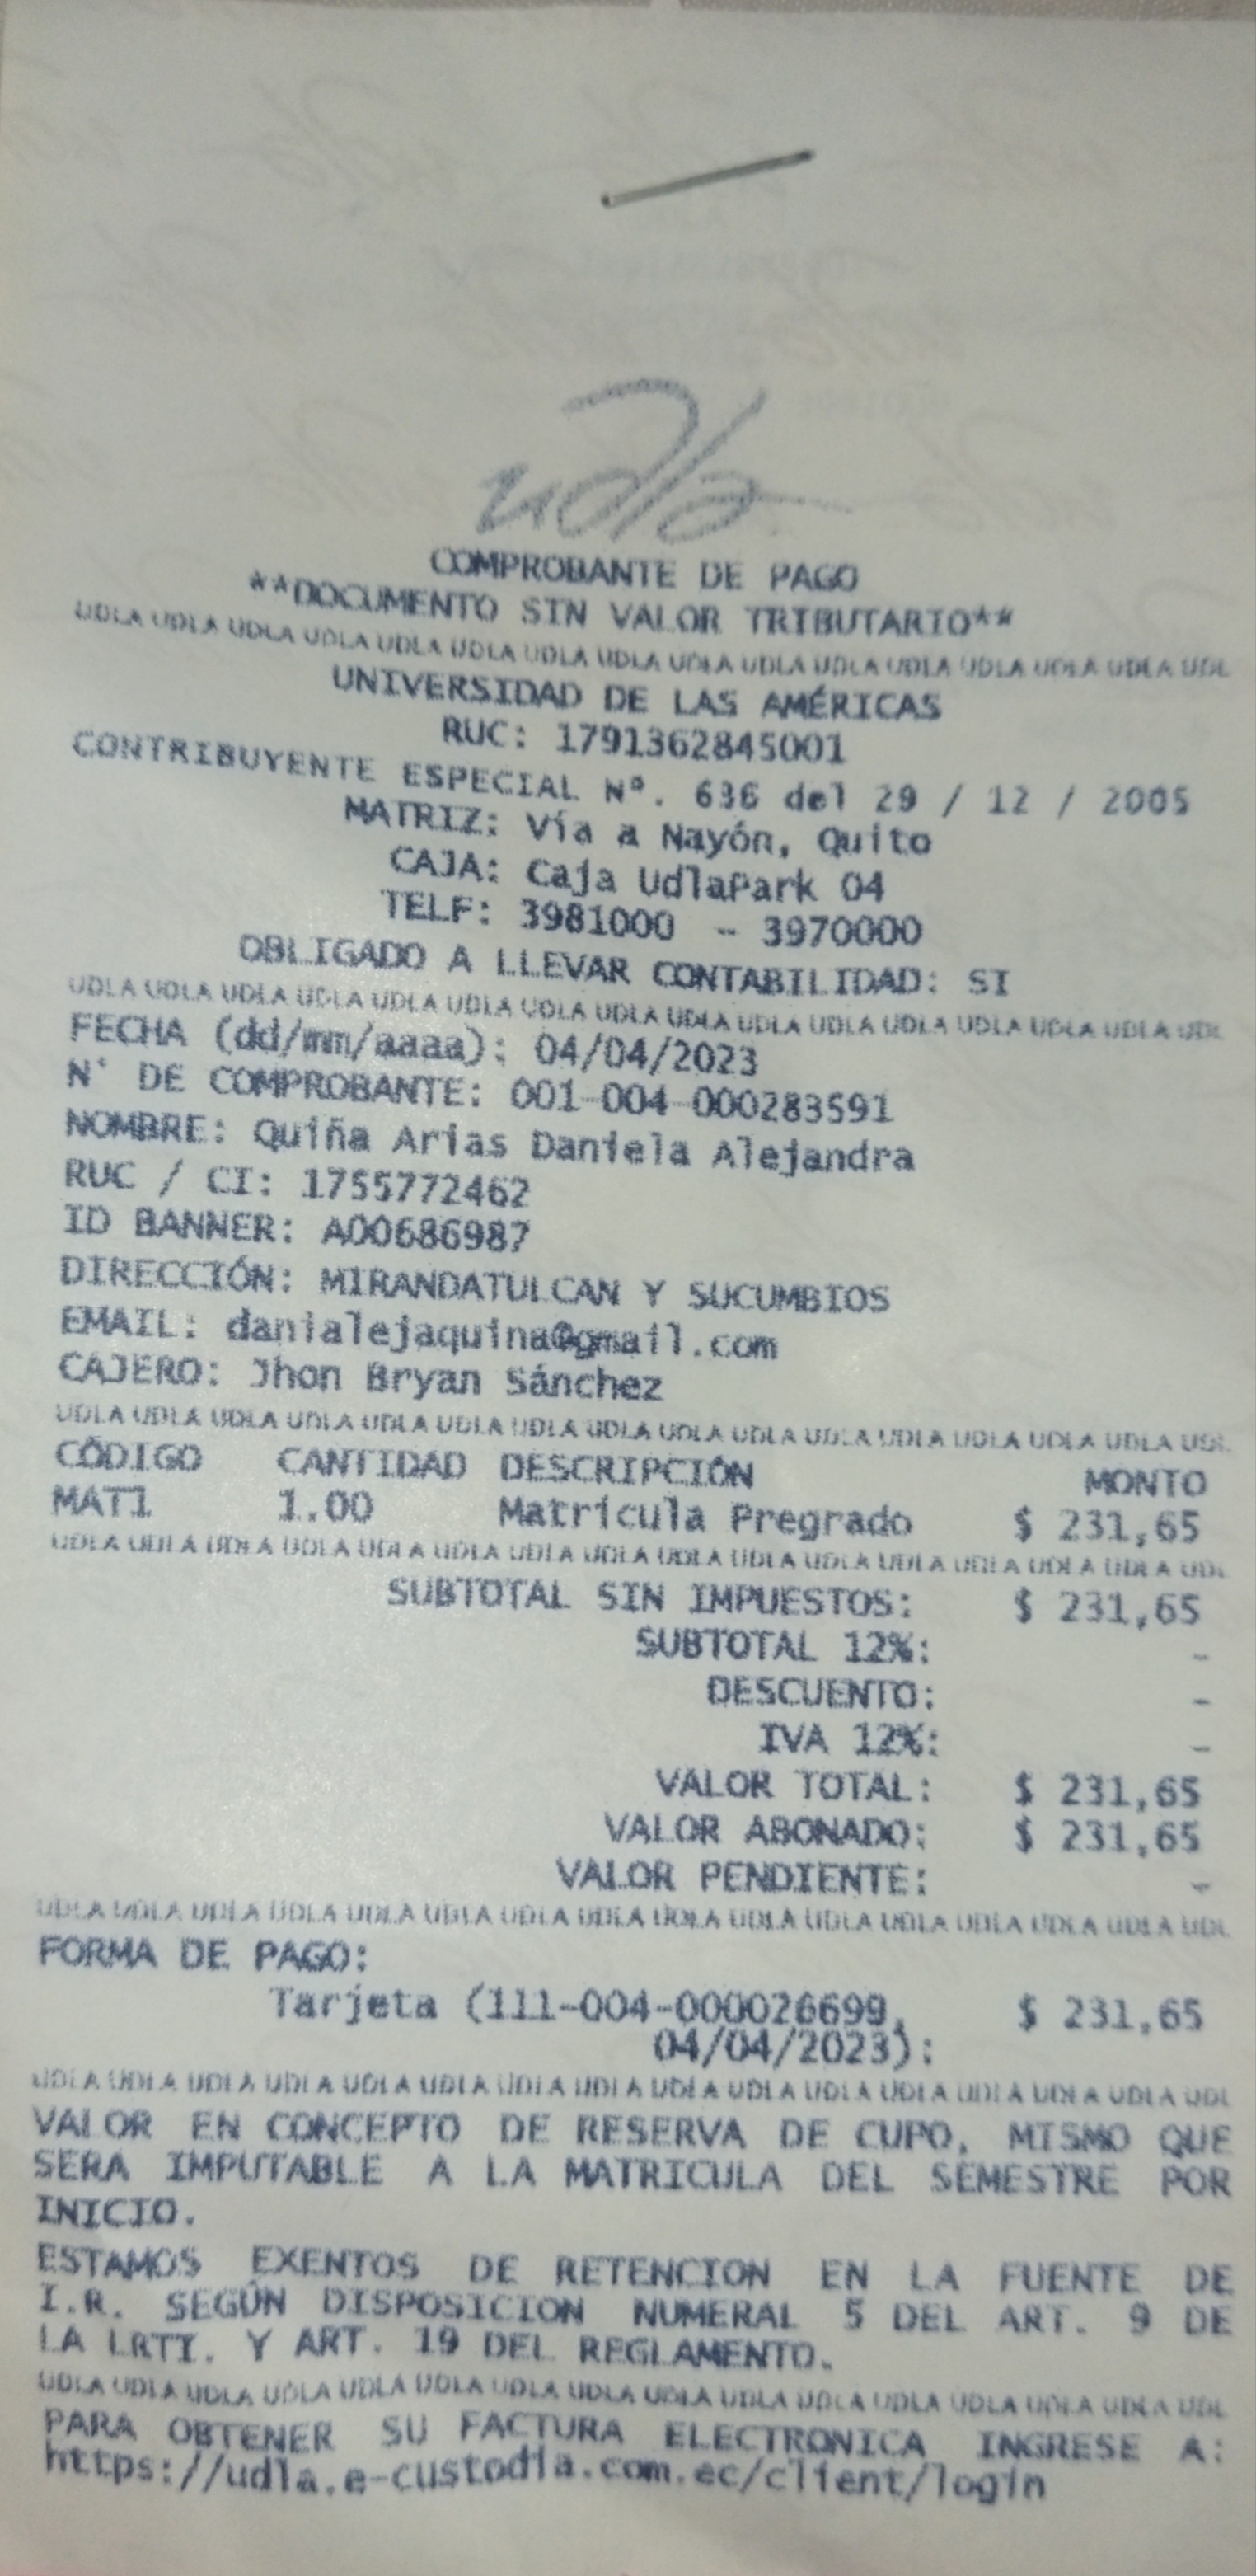 udla
COMPROBANTE DE PAGO
**DOCUMENTO SIN VALOR TRIBUTARIO**
UDLA UDLA UDLA UDLA UDLA UDLA UDLA UDLA UDLA UDLA UDLA UDLA UDLA UDLA UDLA UDL
UNIVERSIDAD DE LAS AMÉRICAS
RUC: 1791362845001
CONTRIBUYENTE ESPECIAL Nº. 636 del 29 / 12 / 2005
MATRIZ: Vía a Nayón, Quito
CAJA: Caja UdlaPark 04
TELF: 3981000 - 3970000
OBLIGADO A LLEVAR CONTABILIDAD: SI
UDLA UDLA UDLA UDLA UDLA UDLA UDLA UDLA UDLA UDLA UDLA UDLA UDLA UDLA UDLA UDL
FECHA (dd/mm/aaaa): 04/04/2023
N° DE COMPROBANTE: 001-004-000283591
NOMBRE: Quiña Arias Daniela Alejandra
RUC / CI: 1755772462
ID BANNER: A00686987
DIRECCIÓN: MIRANDATULCAN Y SUCUMBIOS
EMAIL: danialejaquina@gmail.com
CAJERO: Jhon Bryan Sánchez
UDLA UDLA UDLA UDLA UDLA UDLA UDLA UDLA UDLA UDLA UDLA UDLA UDLA UDLA UDLA UDL
CÓDIGO CANTIDAD DESCRIPCIÓN MONTO
MAT1 1.00 Matrícula Pregrado $ 231,65
UDLA UDLA UDLA UDLA UDLA UDLA UDLA UDLA UDLA UDLA UDLA UDLA UDLA UDLA UDLA UDL
SUBTOTAL SIN IMPUESTOS: $ 231,65
SUBTOTAL 12%: -
DESCUENTO: -
IVA 12%: -
VALOR TOTAL: $ 231,65
VALOR ABONADO: $ 231,65
VALOR PENDIENTE: -
UDLA UDLA UDLA UDLA UDLA UDLA UDLA UDLA UDLA UDLA UDLA UDLA UDLA UDLA UDLA UDL
FORMA DE PAGO:
Tarjeta (111-004-000026699, $ 231,65
04/04/2023):
UDLA UDLA UDLA UDLA UDLA UDLA UDLA UDLA UDLA UDLA UDLA UDLA UDLA UDLA UDLA UDL
VALOR EN CONCEPTO DE RESERVA DE CUPO, MISMO QUE
SERA IMPUTABLE A LA MATRICULA DEL SEMESTRE POR
INICIO.
ESTAMOS EXENTOS DE RETENCION EN LA FUENTE DE
I.R. SEGÚN DISPOSICION NUMERAL 5 DEL ART. 9 DE
LA LRTI. Y ART. 19 DEL REGLAMENTO.
UDLA UDLA UDLA UDLA UDLA UDLA UDLA UDLA UDLA UDLA UDLA UDLA UDLA UDLA UDLA UDL
PARA OBTENER SU FACTURA ELECTRONICA INGRESE A:
https://udla.e-custodia.com.ec/client/login